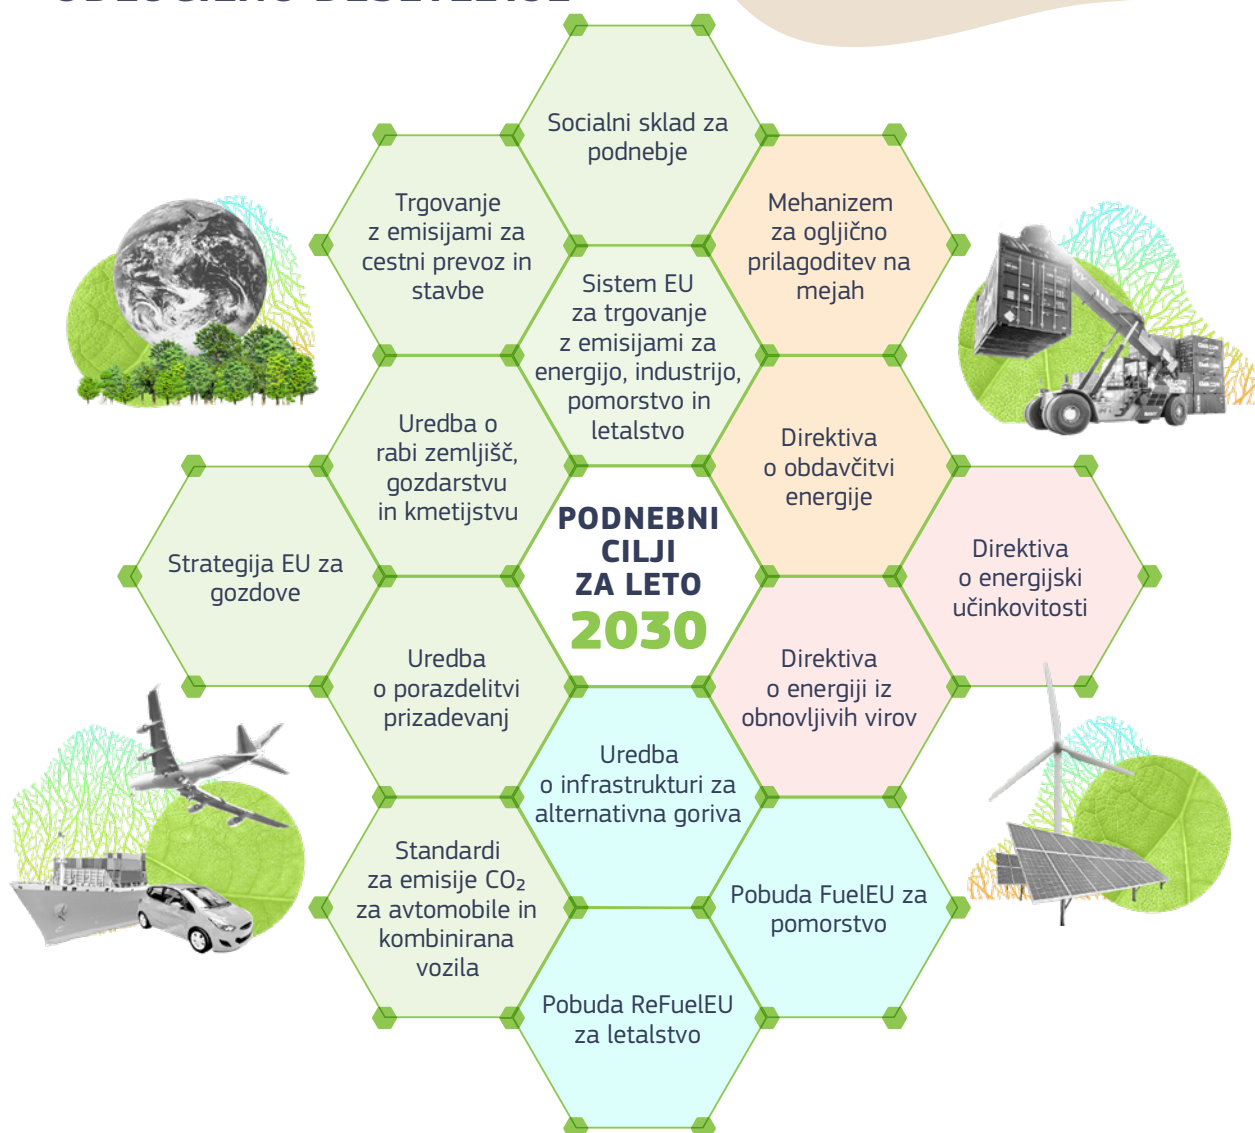 Socialni sklad za
podnebje
Trgovanje
z emisijami za
cestni prevoz in
stavbe
Mehanizem
za ogljično
prilagoditev na
mejah
Sistem EU
za trgovanje
z emisijami za
energijo, industrijo,
pomorstvo in
letalstvo
Uredba o
rabi zemljišč,
gozdarstvu
in kmetijstvu
Direktiva
o obdavčitvi
energije
Strategija EU za
gozdove
PODNEBNI
CILJI
ZA LETO
2030
Direktiva
o energijski
učinkovitosti
Uredba
o porazdelitvi
prizadevanj
Direktiva
o energiji iz
obnovljivih virov
Uredba
o infrastrukturi za
alternativna goriva
Standardi
za emisije CO₂
za avtomobile in
kombinirana
vozila
Pobuda FuelEU za
pomorstvo
Pobuda ReFuelEU
za letalstvo